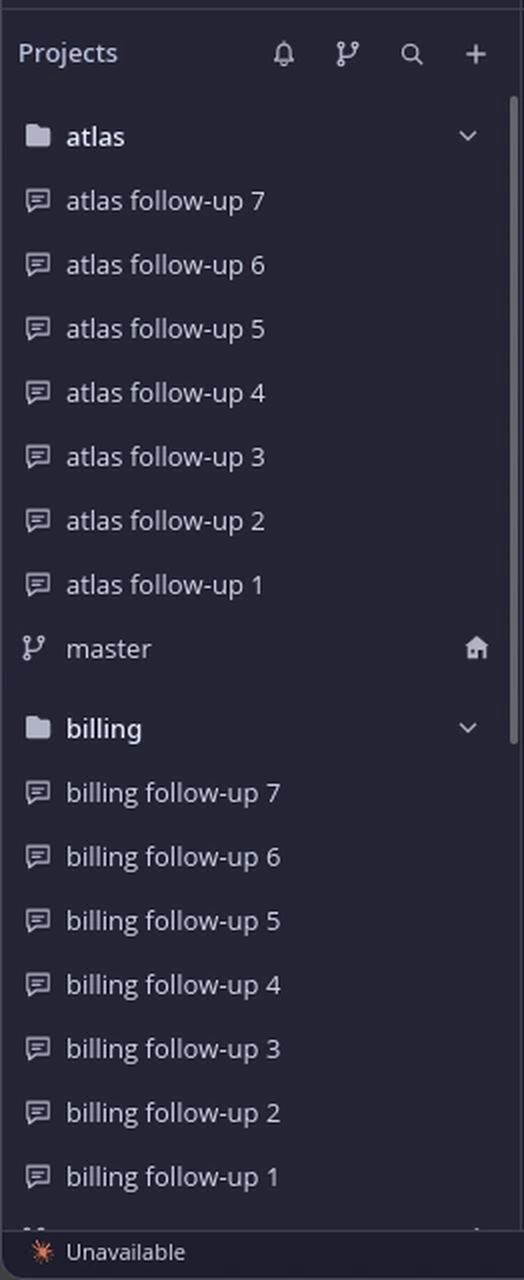 Projects
atlas
atlas follow-up 7
atlas follow-up 6
atlas follow-up 5
atlas follow-up 4
atlas follow-up 3
atlas follow-up 2
atlas follow-up 1
master
billing
billing follow-up 7
billing follow-up 6
billing follow-up 5
billing follow-up 4
billing follow-up 3
billing follow-up 2
billing follow-up 1
Unavailable